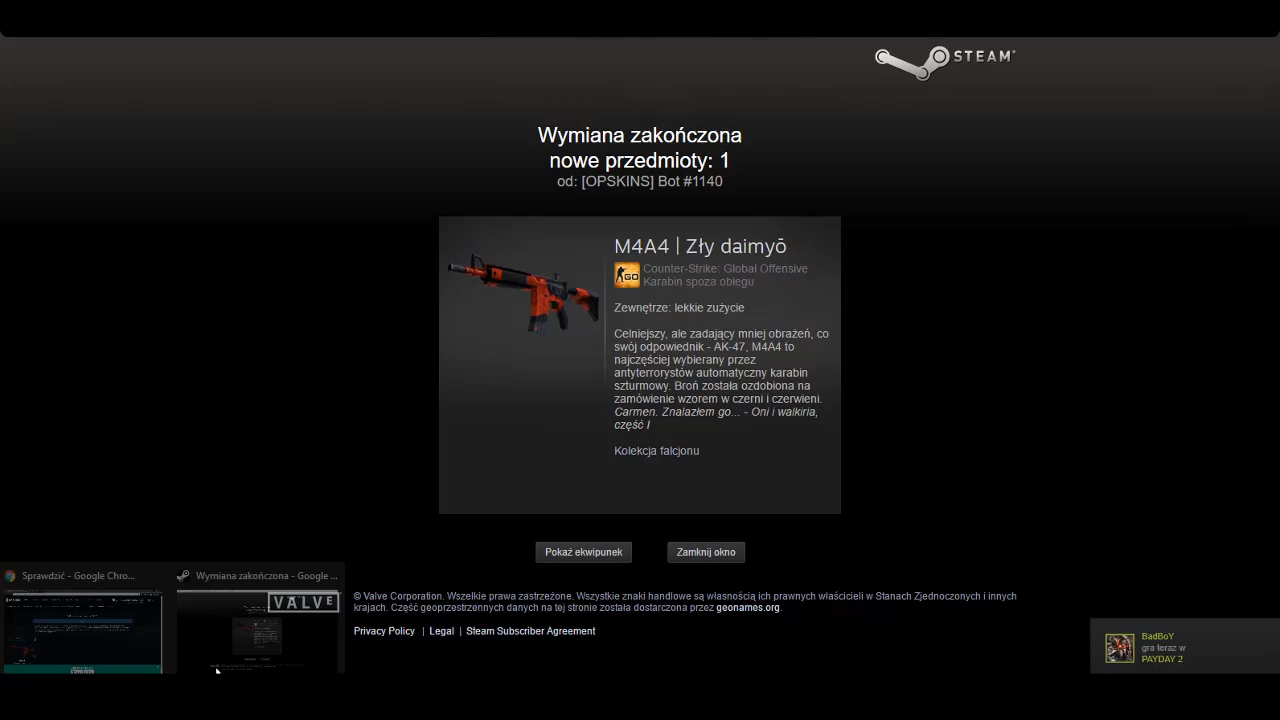 STEAM
Wymiana zakończona
nowe przedmioty: 1
od: [OPSKINS] Bot #1140
M4A4 | Zły daimyō
Counter-Strike: Global Offensive
Karabin spoza obiegu
GO
Zewnętrze: lekkie zużycie
Celniejszy, ale zadający mniej obrażeń, co
swój odpowiednik - AK-47, M4A4 to
najczęściej wybierany przez
antyterrorystów automatyczny karabin
szturmowy. Broń została ozdobiona na
zamówienie wzorem w czerni i czerwieni.
Carmen. Znalazłem go... - Oni i walkiria,
część I
Kolekcja falcjonu
Pokaż ekwipunek
Zamknij okno
Sprawdzić - Google Chro...
Wymiana zakończona - Google ...
VALVE
© Valve Corporation. Wszelkie prawa zastrzeżone. Wszystkie znaki handlowe są własnością ich prawnych właścicieli w Stanach Zjednoczonych i innych
krajach. Część geoprzestrzennych danych na tej stronie została dostarczona przez geonames.org.
Privacy Policy | Legal | Steam Subscriber Agreement
BadBoY
gra teraz w
PAYDAY 2